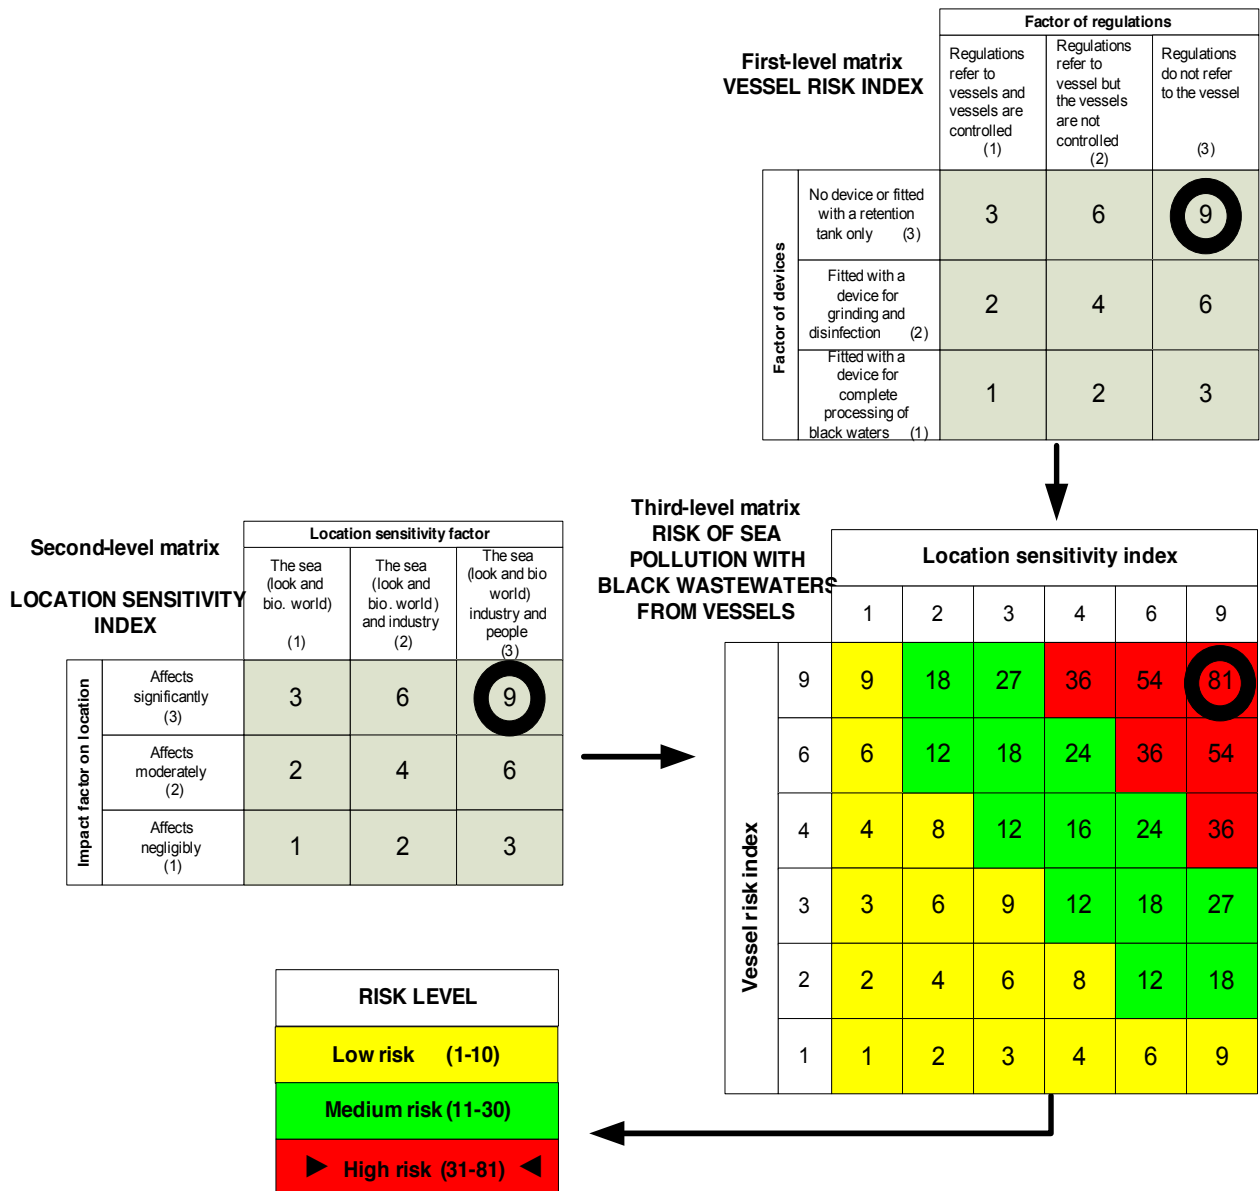 Factor of regulations
First-level matrix
VESSEL RISK INDEX
Regulations
refer to
vessels and
vessels are
controlled
(1)
Regulations
refer to
vessel but
the vessels
are not
controlled
(2)
Regulations
do not refer
to the vessel
(3)
Factor of devices
No device or fitted
with a retention
tank only (3)
3 6 9
Fitted with a
device for
grinding and
disinfection (2)
2 4 6
Fitted with a
device for
complete
processing of
black waters (1)
1 2 3
Second-level matrix
LOCATION SENSITIVITY
INDEX
Location sensitivity factor
The sea
(look and
bio. world)
(1)
The sea
(look and
bio. world)
and industry
(2)
The sea
(look and bio
world)
industry and
people
(3)
Impact factor on location
Affects
significantly
(3)
3 6 9
Affects
moderately
(2)
2 4 6
Affects
negligibly
(1)
1 2 3
Third-level matrix
RISK OF SEA
POLLUTION WITH
BLACK WASTEWATERS
FROM VESSELS
Location sensitivity index
1 2 3 4 6 9
Vessel risk index
9 9 18 27 36 54 81
6 6 12 18 24 36 54
4 4 8 12 16 24 36
3 3 6 9 12 18 27
2 2 4 6 8 12 18
1 1 2 3 4 6 9
RISK LEVEL
Low risk (1-10)
Medium risk (11-30)
High risk (31-81)